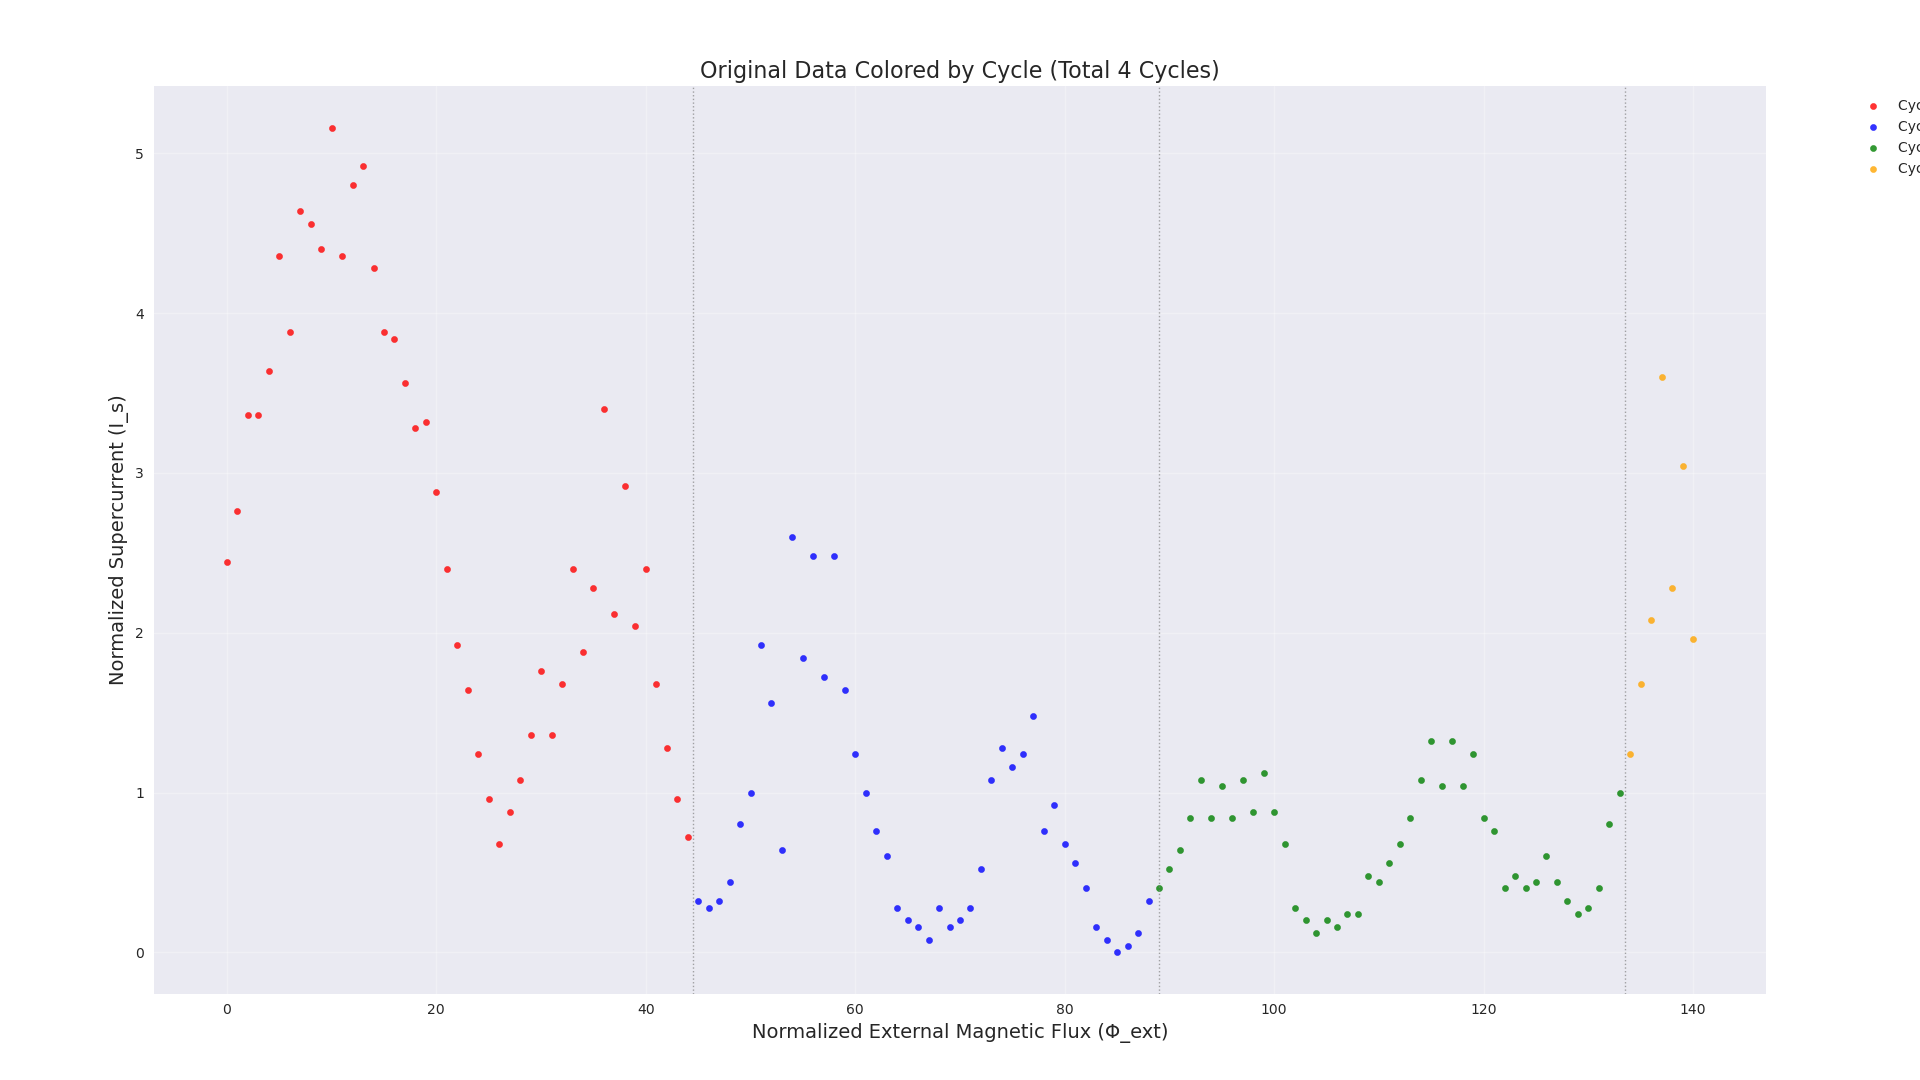 Original Data Colored by Cycle (Total 4 Cycles)
Normalized Supercurrent (I_s)
5
4
3
2
1
0
0 20 40 60 80 100 120 140
Normalized External Magnetic Flux (Φ_ext)
Cyc
Cyc
Cyc
Cyc